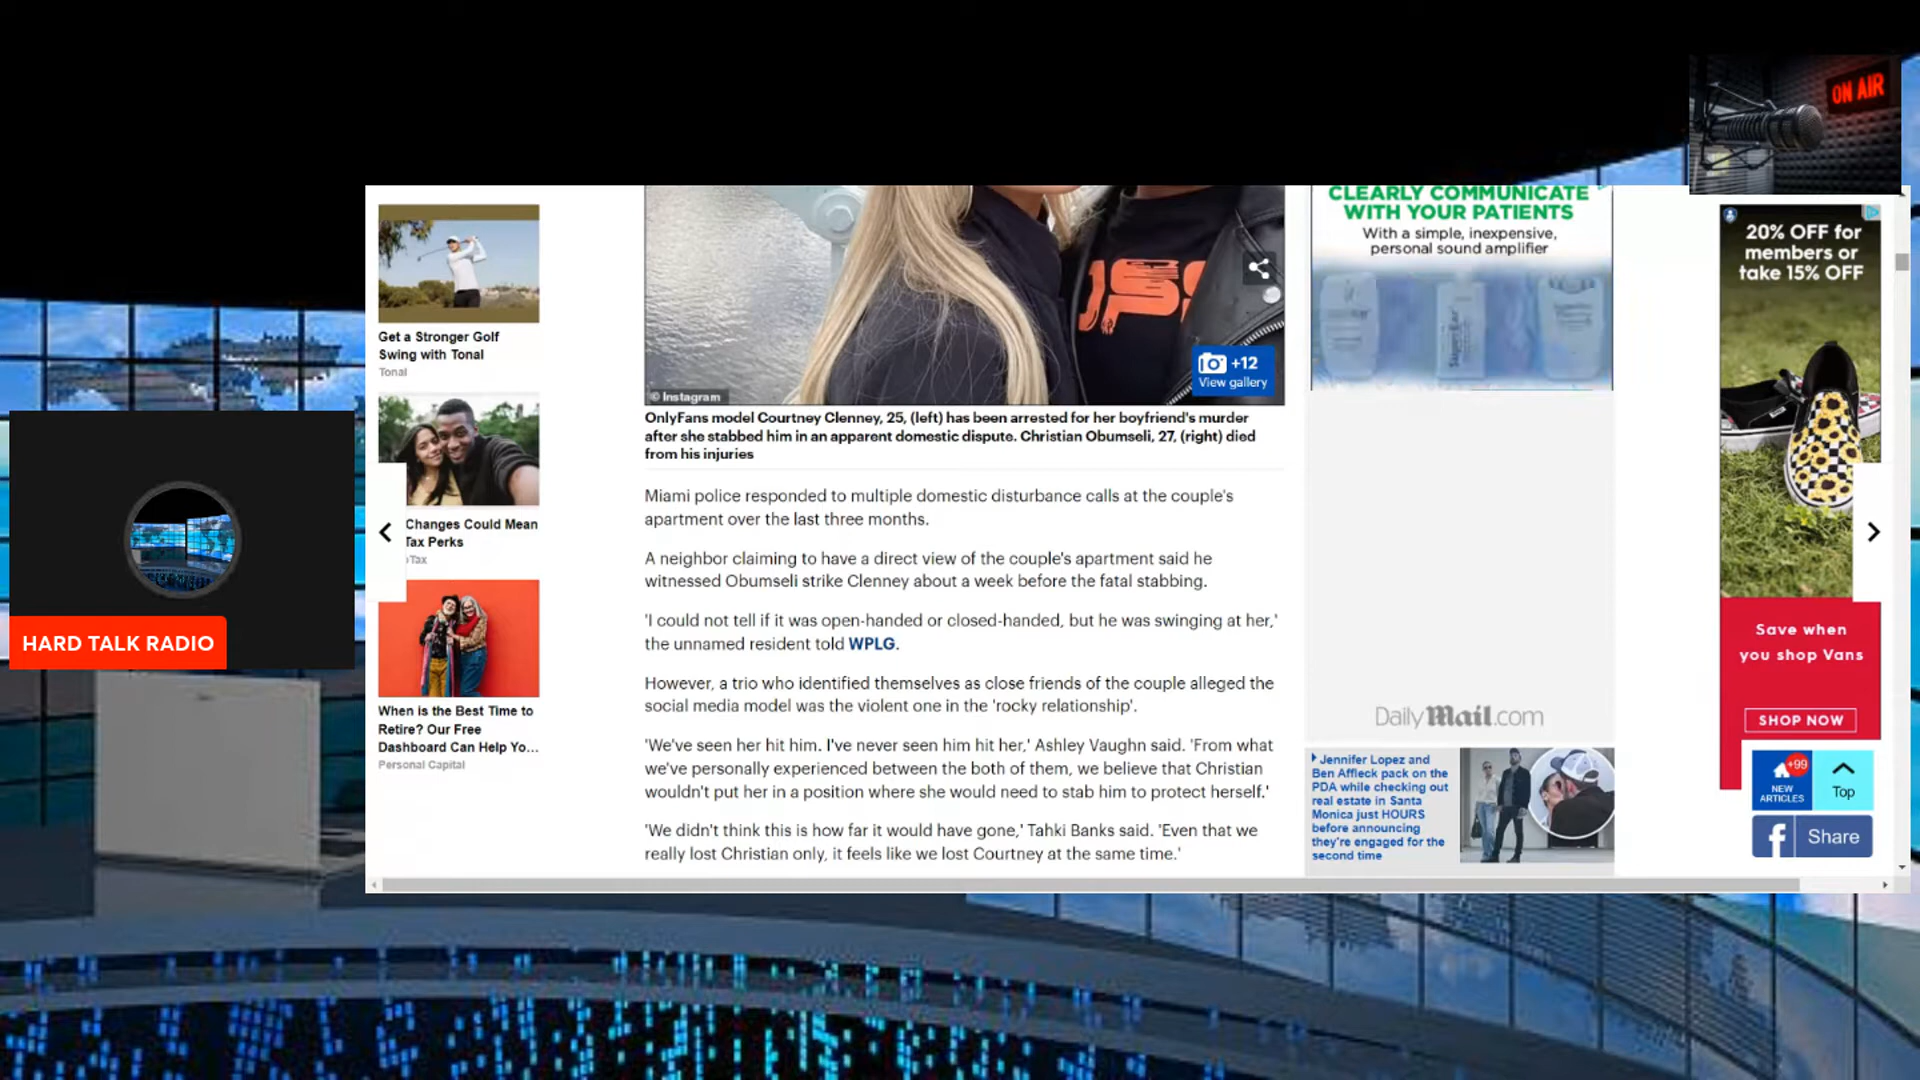 ON AIR
HARD TALK RADIO
Get a Stronger Golf
Swing with Tonal
Tonal
Changes Could Mean
Tax Perks
Tax
When is the Best Time to
Retire? Our Free
Dashboard Can Help Yo...
Personal Capital
© Instagram
+12
View gallery
OnlyFans model Courtney Clenney, 25, (left) has been arrested for her boyfriend's murder
after she stabbed him in an apparent domestic dispute. Christian Obumseli, 27, (right) died
from his injuries
Miami police responded to multiple domestic disturbance calls at the couple's
apartment over the last three months.
A neighbor claiming to have a direct view of the couple's apartment said he
witnessed Obumseli strike Clenney about a week before the fatal stabbing.
'I could not tell if it was open-handed or closed-handed, but he was swinging at her,'
the unnamed resident told WPLG.
However, a trio who identified themselves as close friends of the couple alleged the
social media model was the violent one in the 'rocky relationship'.
'We've seen her hit him. I've never seen him hit her,' Ashley Vaughn said. 'From what
we've personally experienced between the both of them, we believe that Christian
wouldn't put her in a position where she would need to stab him to protect herself.'
'We didn't think this is how far it would have gone,' Tahki Banks said. 'Even that we
really lost Christian only, it feels like we lost Courtney at the same time.'
CLEARLY COMMUNICATE
WITH YOUR PATIENTS
With a simple, inexpensive,
personal sound amplifier
DailyMail.com
Jennifer Lopez and
Ben Affleck pack on the
PDA while checking out
real estate in Santa
Monica just HOURS
before announcing
they're engaged for the
second time
20% OFF for
members or
take 15% OFF
Save when
you shop Vans
SHOP NOW
+99
NEW
ARTICLES
Top
f Share